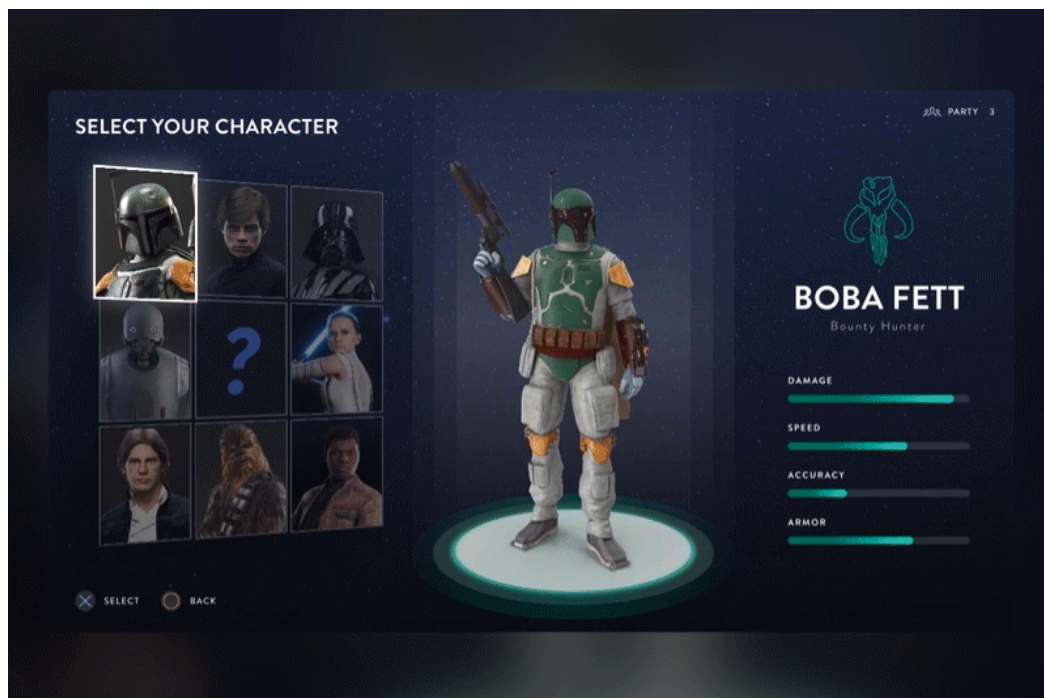 PARTY 3
SELECT YOUR CHARACTER
?
BOBA FETT
Bounty Hunter
DAMAGE
SPEED
ACCURACY
ARMOR
SELECT
BACK